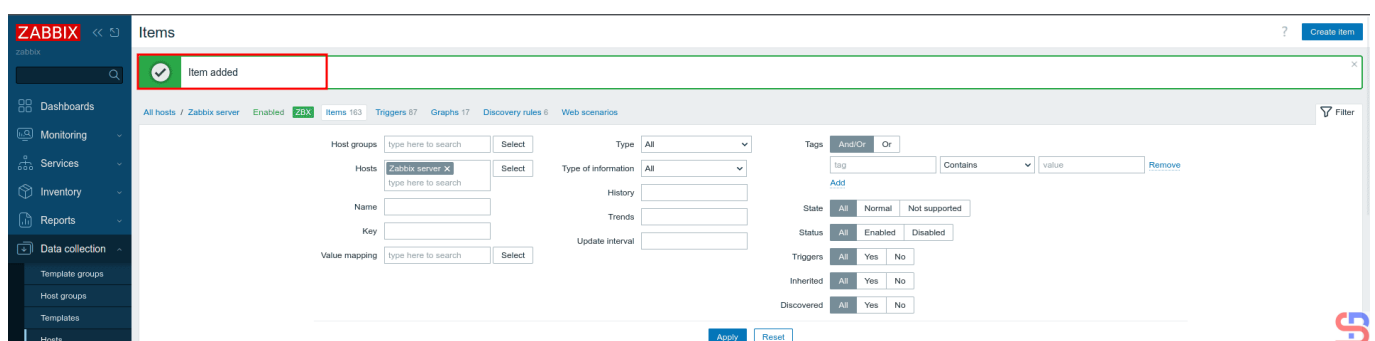 ZABBIX
zabbix
Dashboards
Monitoring
Services
Inventory
Reports
Data collection
Template groups
Host groups
Templates
Hosts
Items
? Create item
Item added
All hosts / Zabbix server Enabled ZBX Items 163 Triggers 67 Graphs 17 Discovery rules 6 Web scenarios Filter
Host groups type here to search Select
Hosts Zabbix server X Select
type here to search
Name
Key
Value mapping type here to search Select
Type All
Type of information All
History
Trends
Update interval
Tags And/Or Or
tag Contains value Remove
Add
State All Normal Not supported
Status All Enabled Disabled
Triggers All Yes No
Inherited All Yes No
Discovered All Yes No
Apply Reset